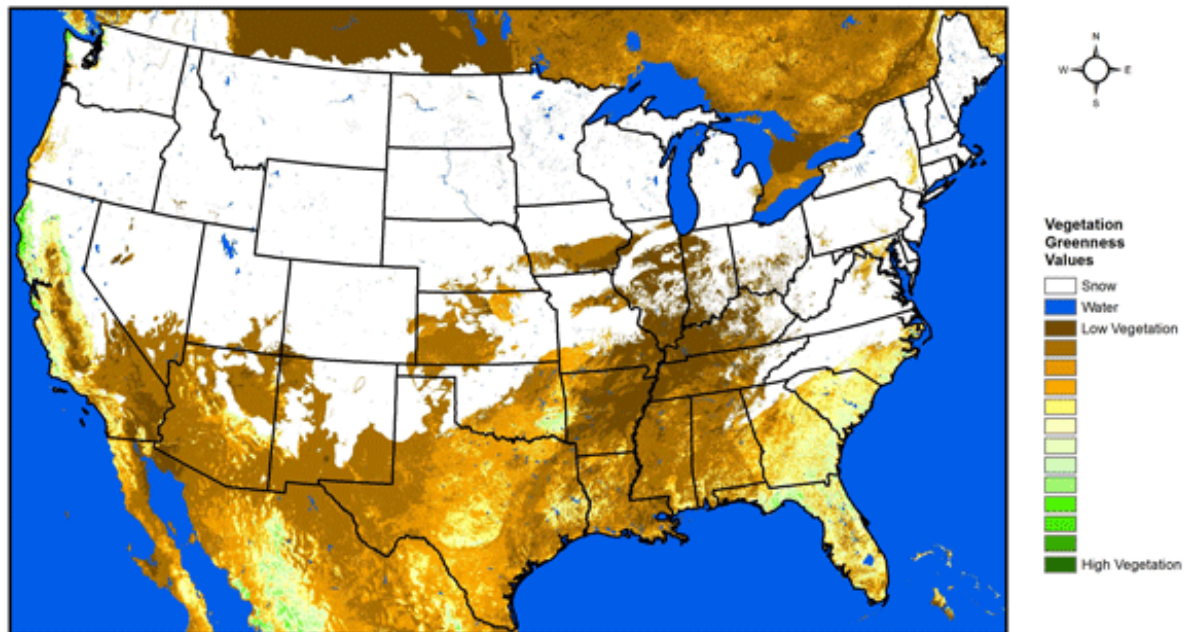 N
W E
S
Vegetation
Greenness
Values
Snow
Water
Low Vegetation
High Vegetation